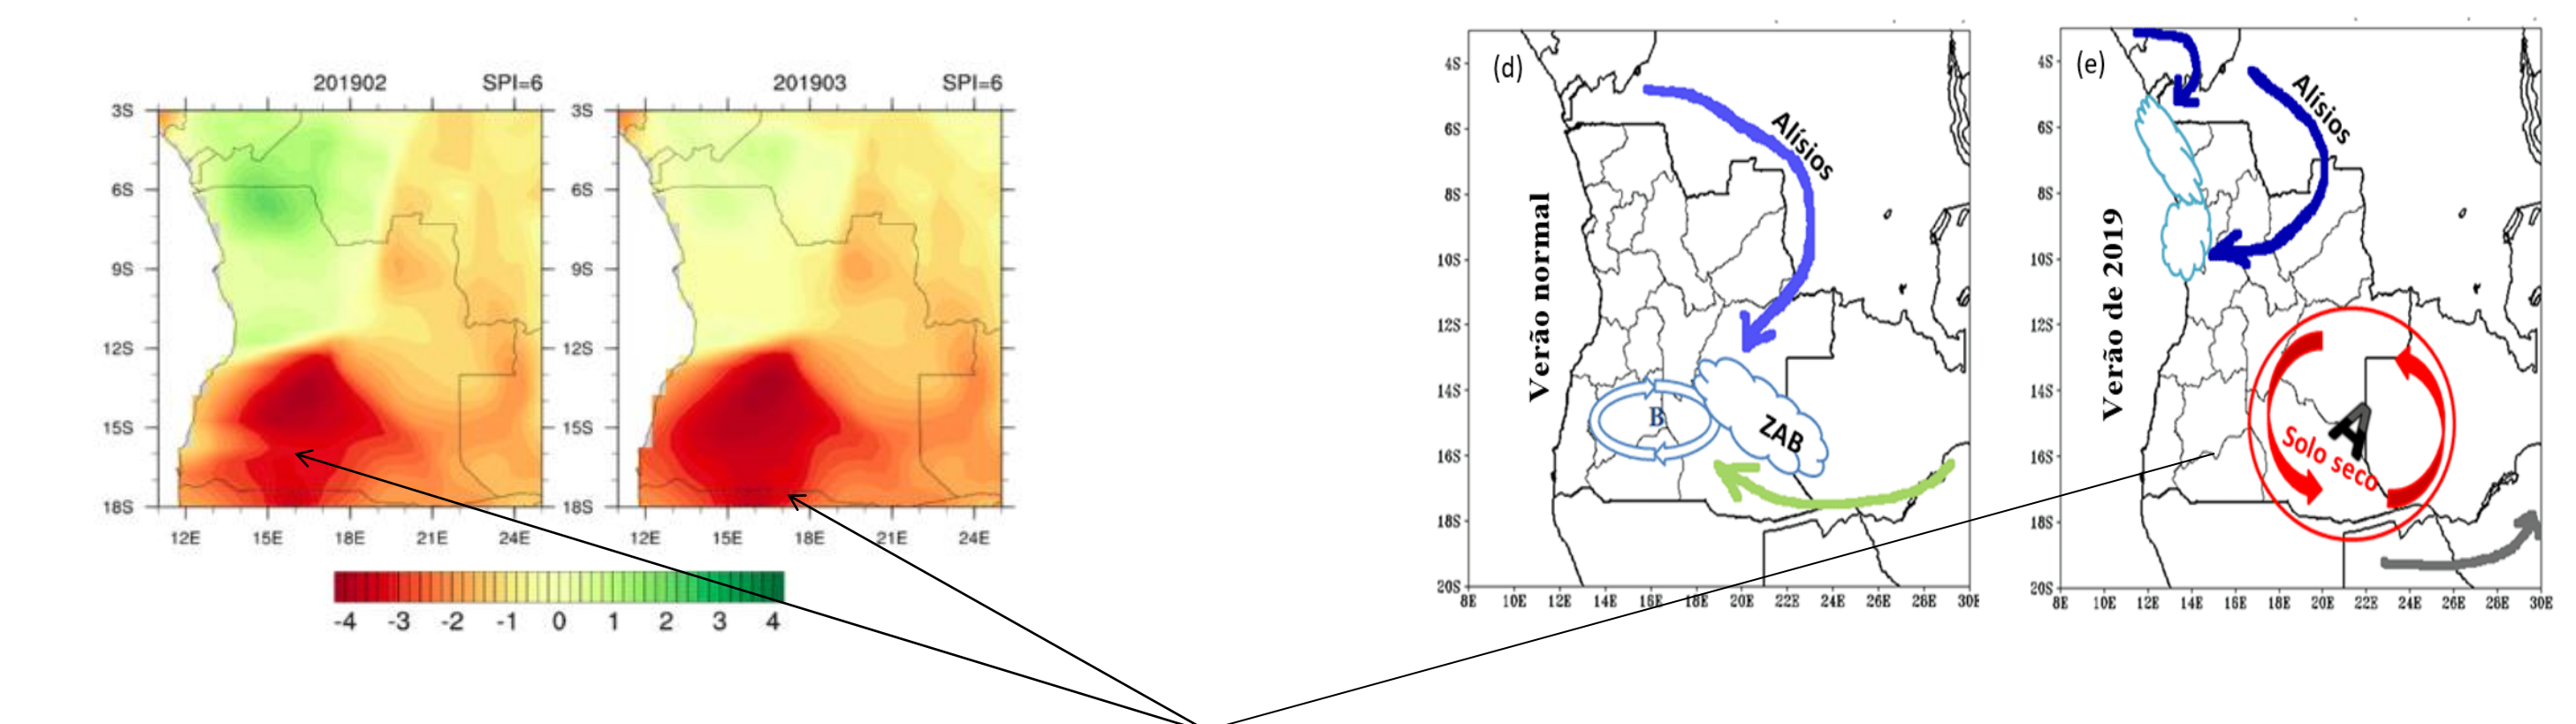 201902 SPI=6
3S
6S
9S
12S
15S
18S
12E 15E 18E 21E 24E
201903 SPI=6
6S
9S
12S
15S
18S
12E 15E 18E 21E 24E
-4 -3 -2 -1 0 1 2 3 4
(d)
Verão normal
Alísios
B
ZAB
4S
6S
8S
10S
12S
14S
16S
18S
20S
8E 10E 12E 14E 16E 18E 20E 22E 24E 26E 28E 30E
(e)
Verão de 2019
Alísios
A
Solo seco
4S
6S
8S
10S
12S
14S
16S
18S
20S
8E 10E 12E 14E 16E 18E 20E 22E 24E 26E 28E 30E